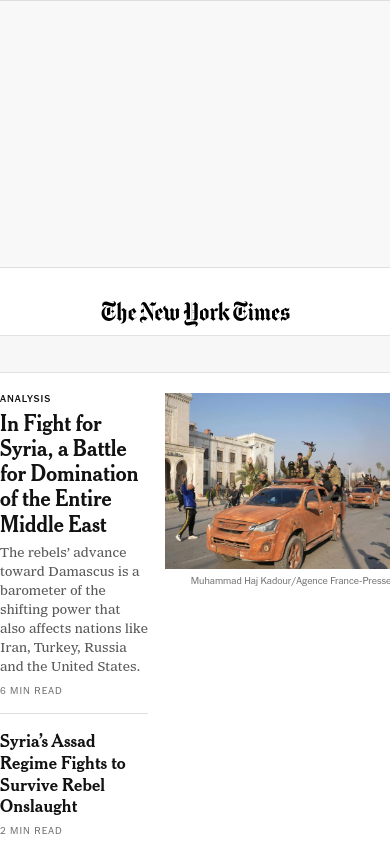 The New York Times
ANALYSIS
In Fight for
Syria, a Battle
for Domination
of the Entire
Middle East
The rebels’ advance
toward Damascus is a
barometer of the
shifting power that
also affects nations like
Iran, Turkey, Russia
and the United States.
6 MIN READ
Muhammad Haj Kadour/Agence France-Presse
Syria’s Assad
Regime Fights to
Survive Rebel
Onslaught
2 MIN READ